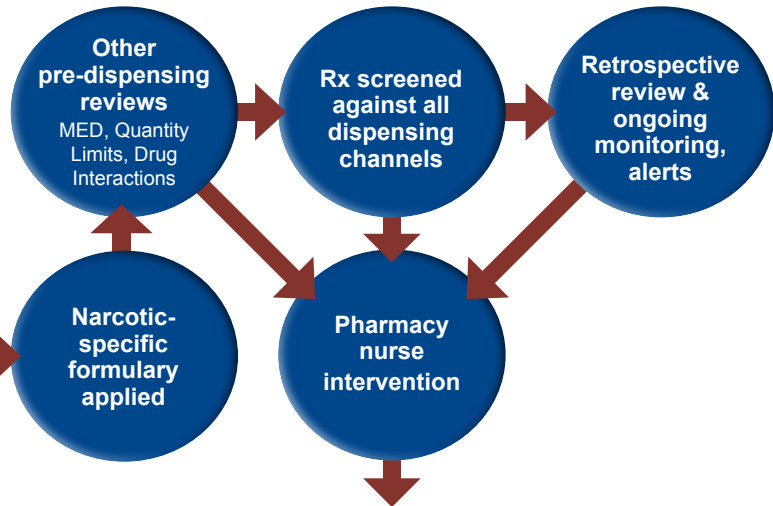 Other
pre-dispensing
reviews
MED, Quantity
Limits, Drug
Interactions
Rx screened
against all
dispensing
channels
Retrospective
review &
ongoing
monitoring,
alerts
Narcotic-
specific
formulary
applied
Pharmacy
nurse
intervention